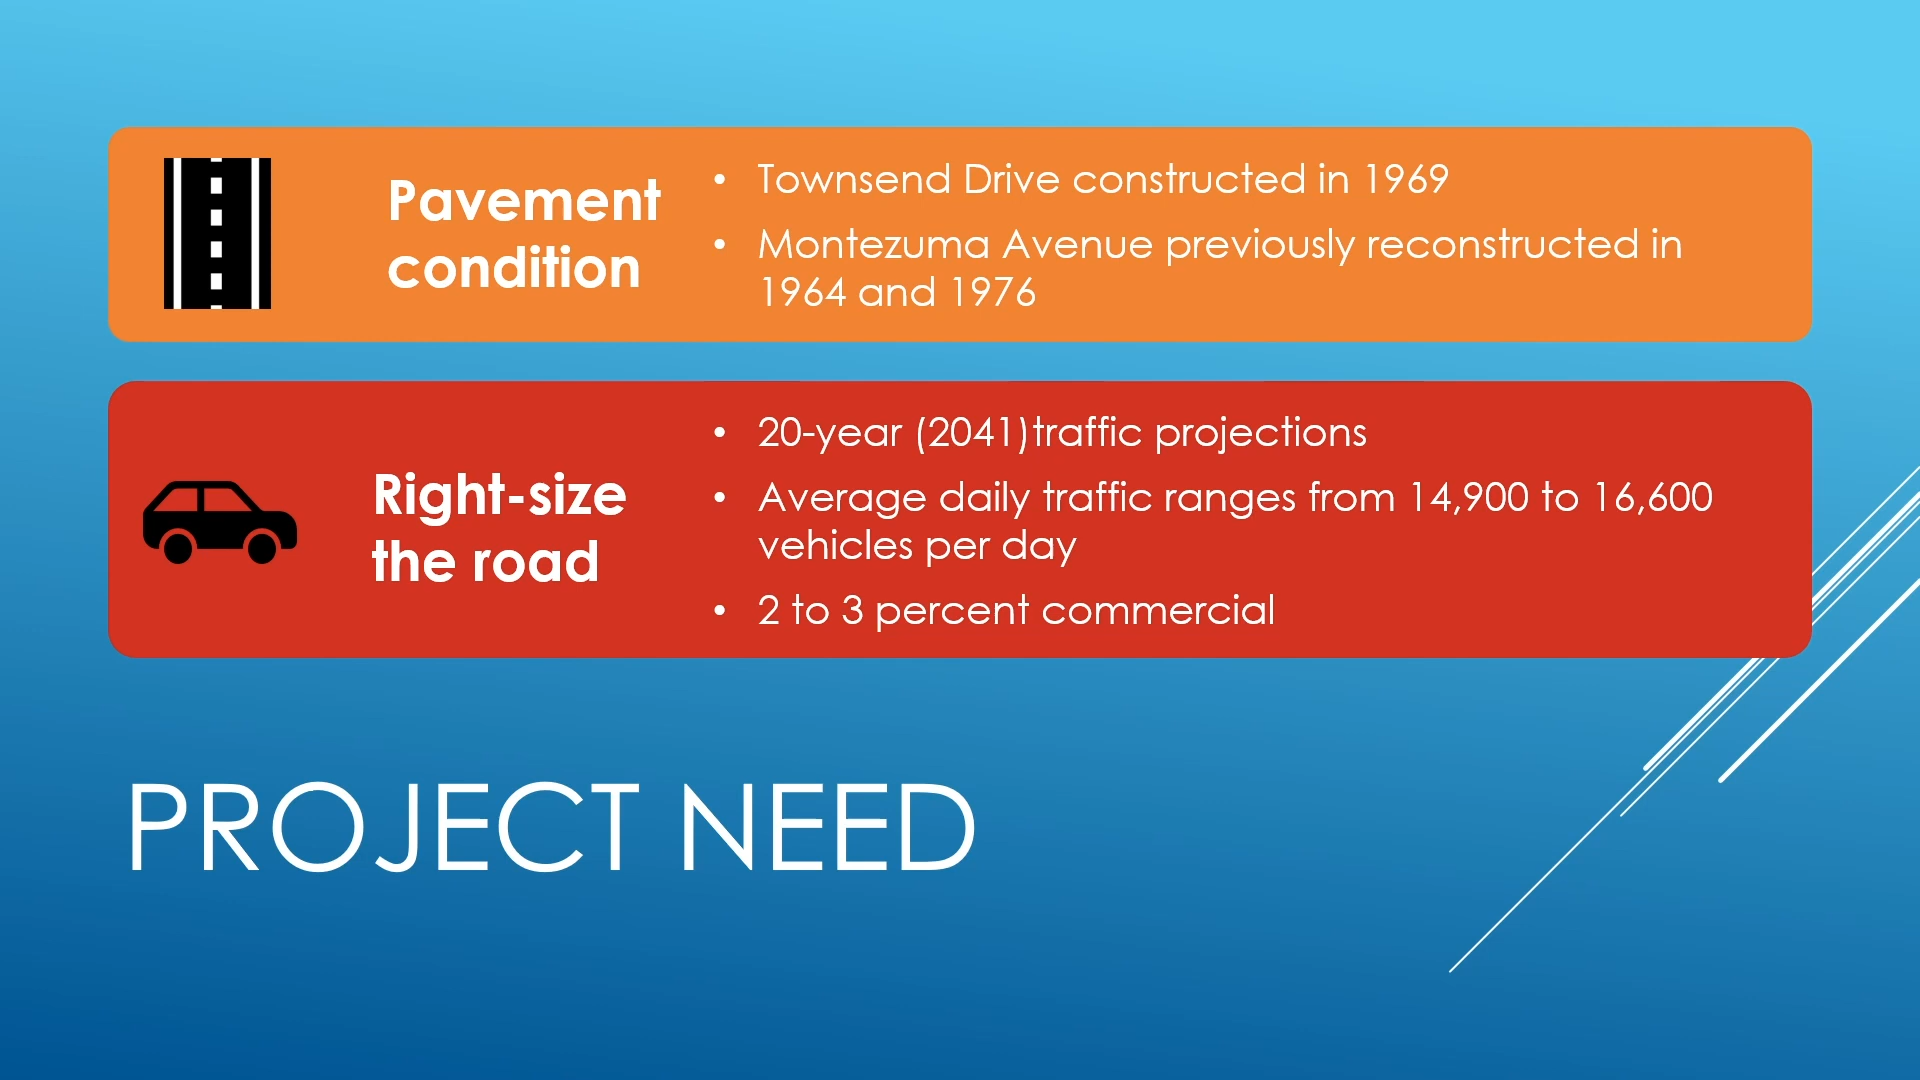 Pavement
condition
• Townsend Drive constructed in 1969
• Montezuma Avenue previously reconstructed in
1964 and 1976
Right-size
the road
• 20-year (2041)traffic projections
• Average daily traffic ranges from 14,900 to 16,600
vehicles per day
• 2 to 3 percent commercial
PROJECT NEED